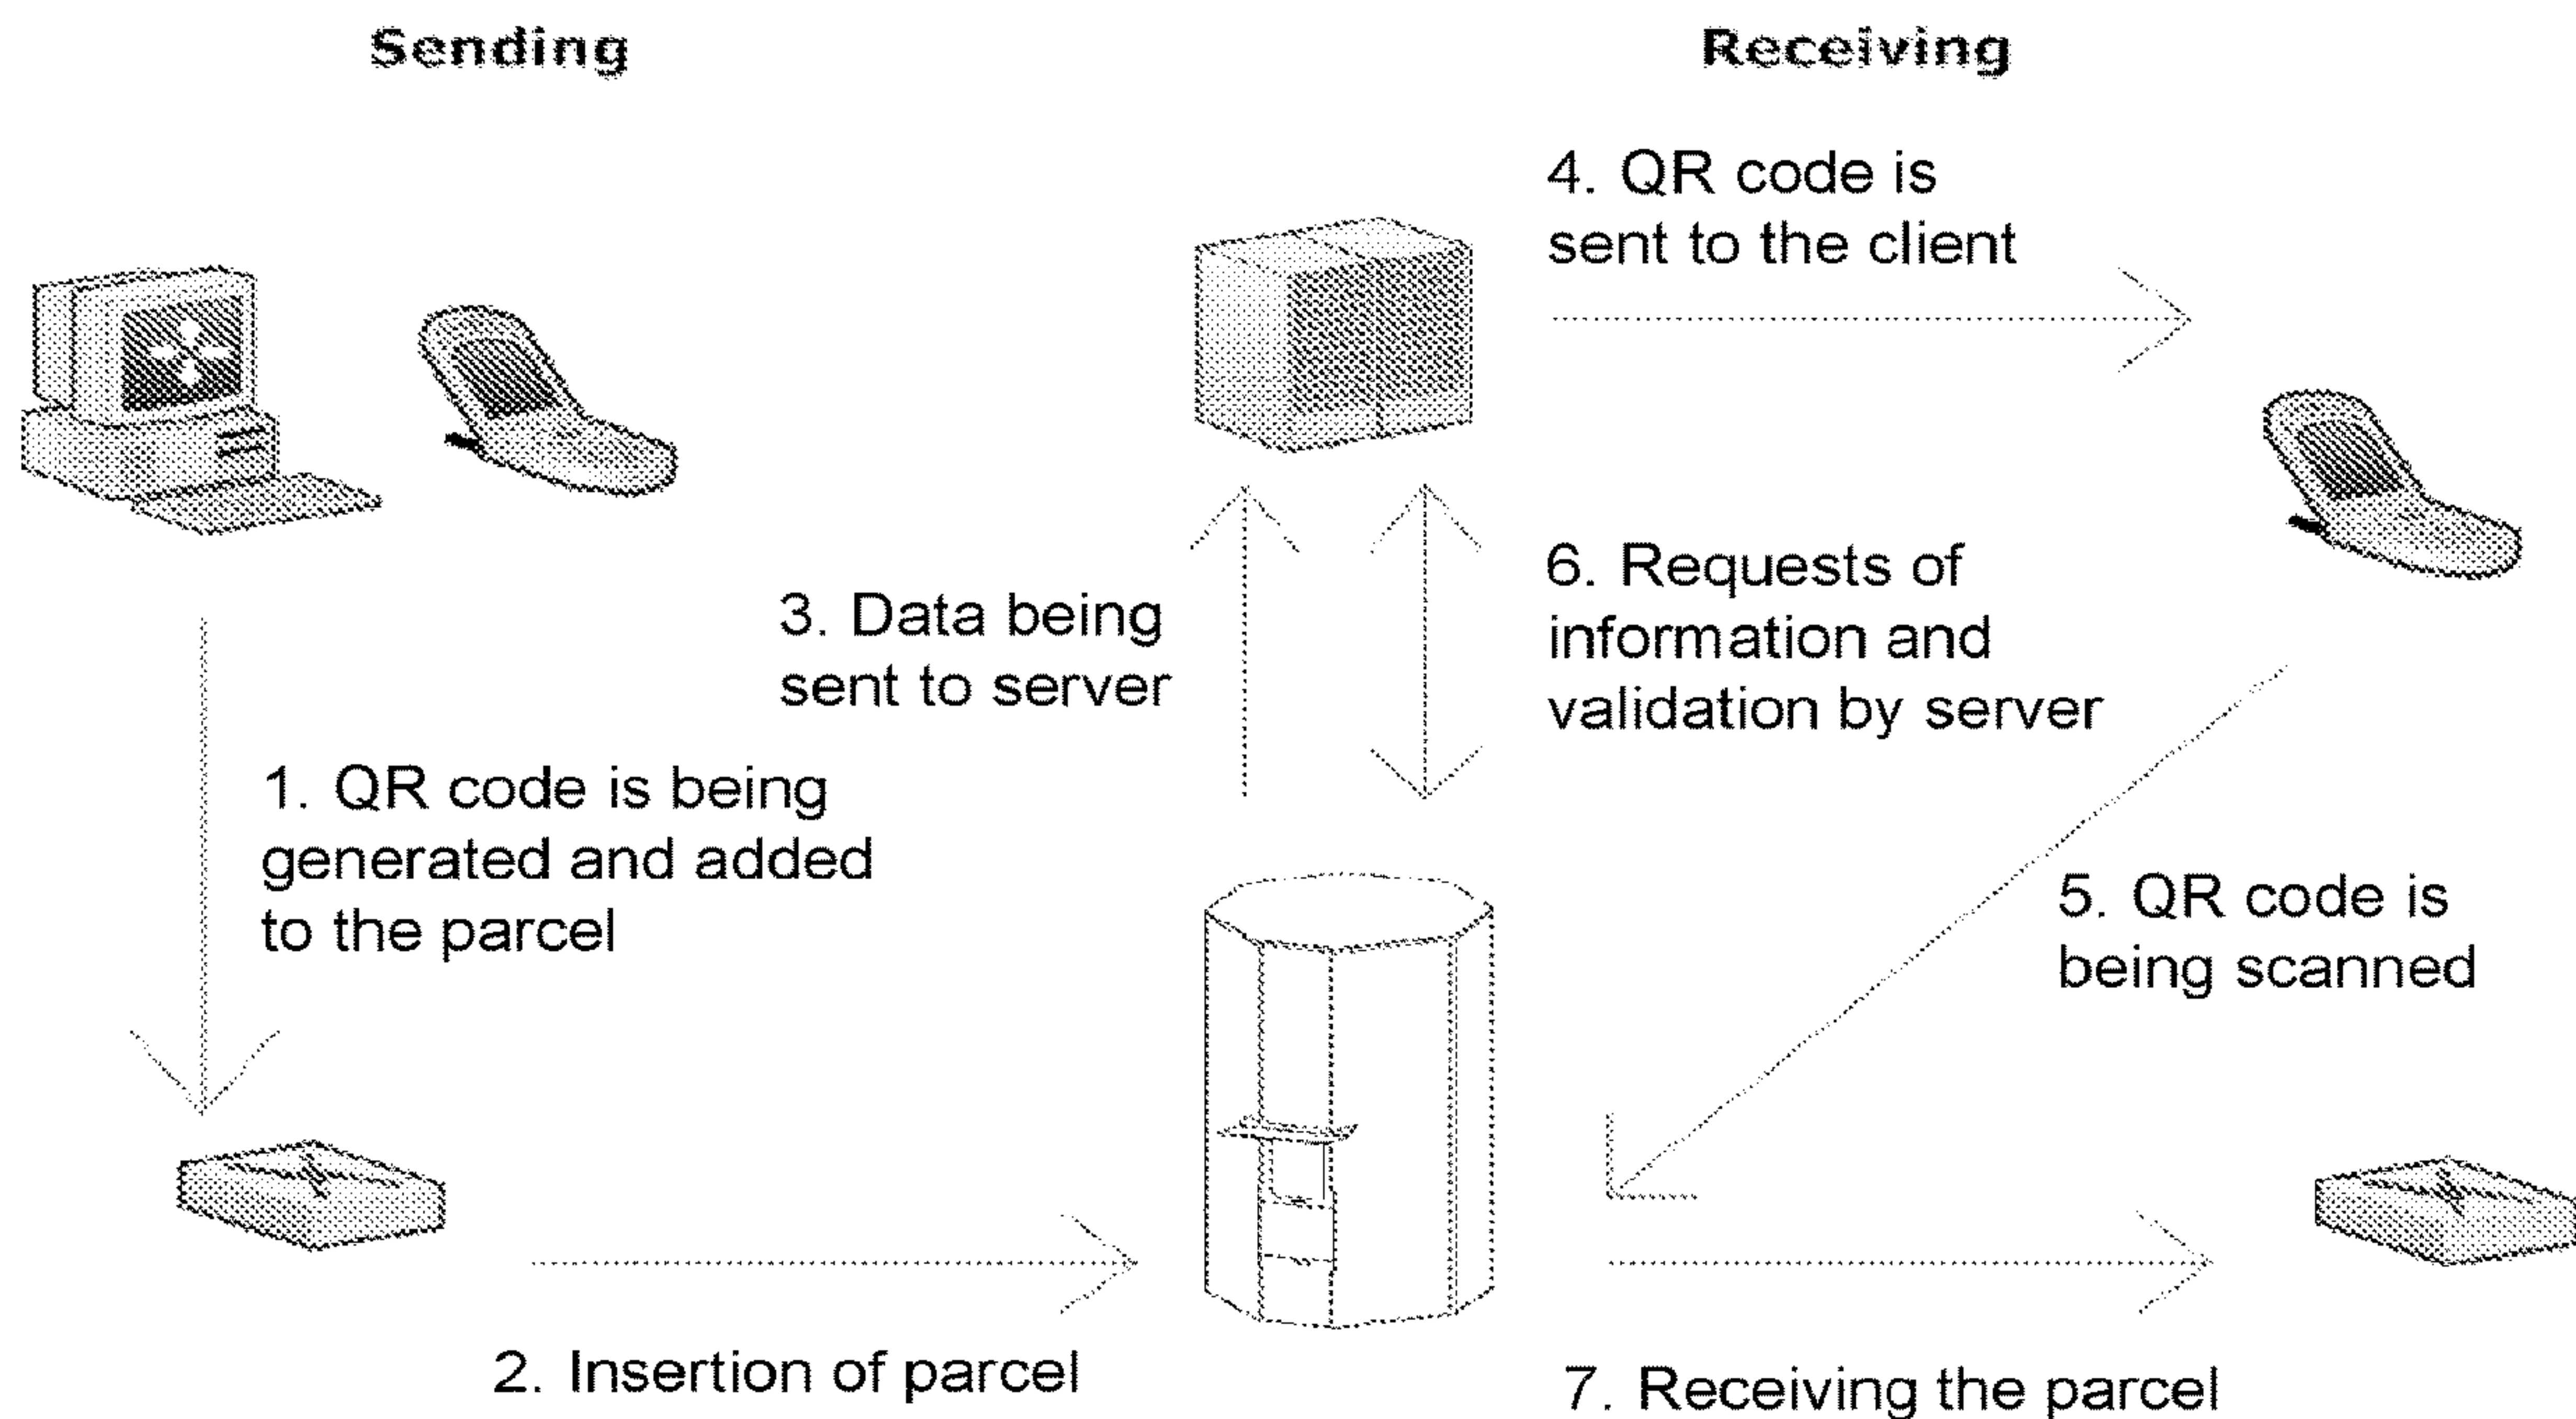 Sending
Receiving
4. QR code is
sent to the client
3. Data being
sent to server
6. Requests of
information and
validation by server
1. QR code is being
generated and added
to the parcel
5. QR code is
being scanned
2. Insertion of parcel
7. Receiving the parcel